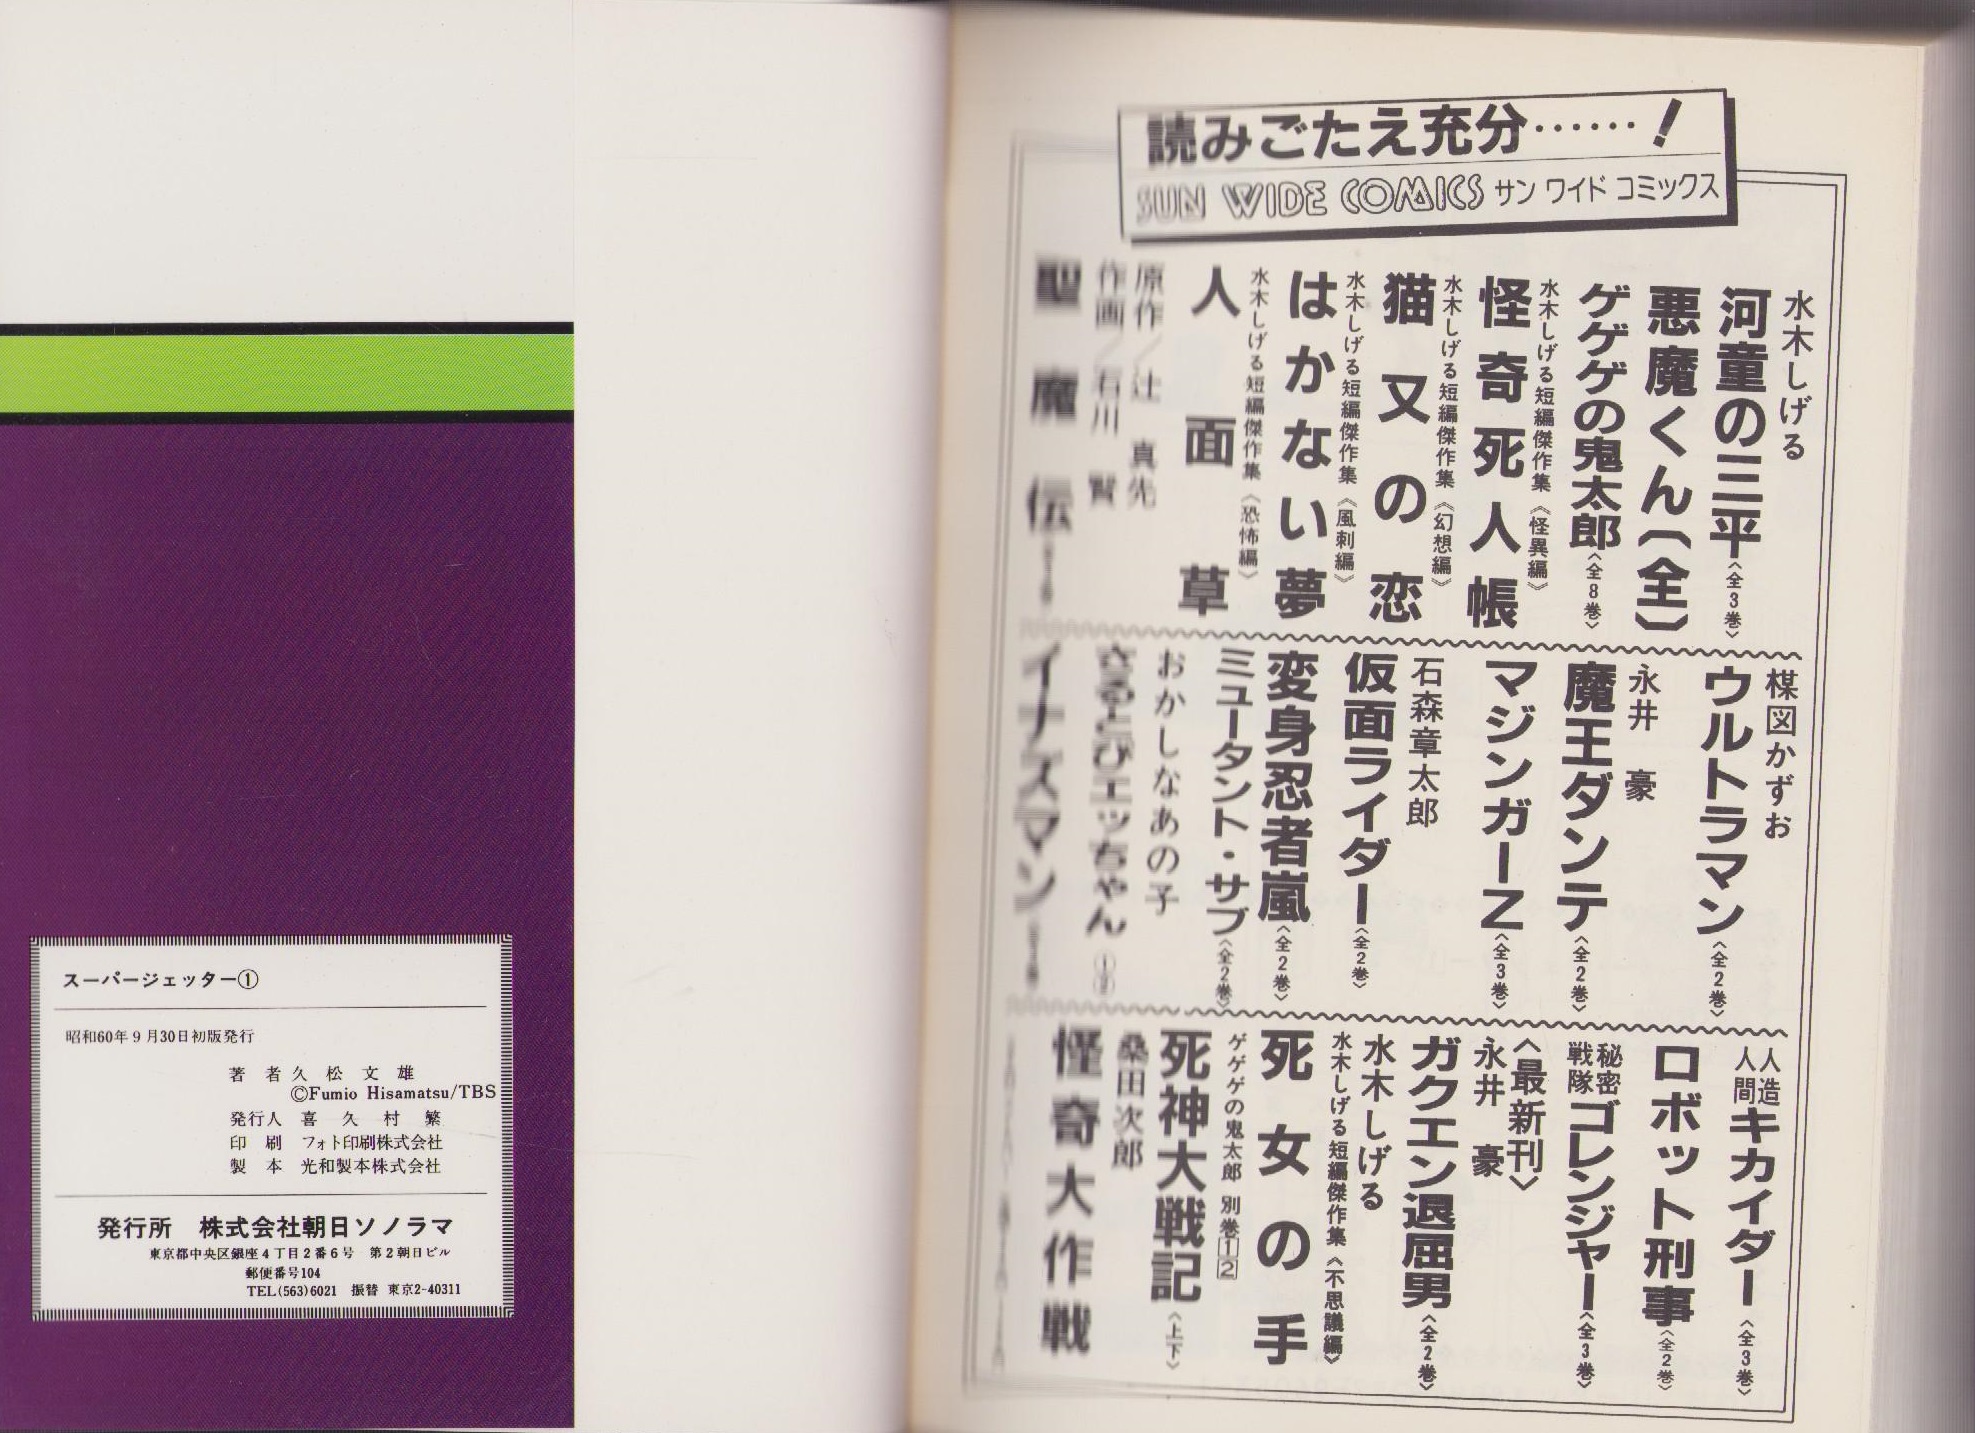 スーパージェッター①
昭和60年9月30日初版発行
著者 久松文雄
©Fumio Hisamatsu/TBS
発行人 喜久村繁
印刷 フォト印刷株式会社
製本 光和製本株式会社
発行所 株式会社朝日ソノラマ
東京都中央区銀座4丁目2番6号 第2朝日ビル
郵便番号104
TEL(563)6021 振替 東京2-40311
読みごたえ充分……!
SUN WIDE COMICS サン ワイド コミックス
水木しげる
河童の三平〈全3巻〉
悪魔くん〔全〕
ゲゲゲの鬼太郎〈全8巻〉
水木しげる短編傑作集《怪異編》
怪奇死人帳
水木しげる短編傑作集《幻想編》
猫又の恋
水木しげる短編傑作集《風刺編》
はかない夢
水木しげる短編傑作集《恐怖編》
人面草
原作/辻真先
作画/石川賢
聖魔伝
楳図かずお
ウルトラマン〈全2巻〉
永井豪
魔王ダンテ〈全2巻〉
マジンガーZ〈全3巻〉
石森章太郎
仮面ライダー〈全2巻〉
変身忍者嵐〈全2巻〉
ミュータント・サブ〈全2巻〉
おかしなあの子
さるとびエッちゃん
イナズマン
人造人間キカイダー〈全3巻〉
ロボット刑事〈全2巻〉
秘密戦隊ゴレンジャー〈全3巻〉
〈最新刊〉
永井豪
ガクエン退屈男〈全2巻〉
水木しげる
水木しげる短編傑作集《不思議編》
死女の手
ゲゲゲの鬼太郎 別巻1 2
死神大戦記〈上下〉
桑田次郎
怪奇大作戦